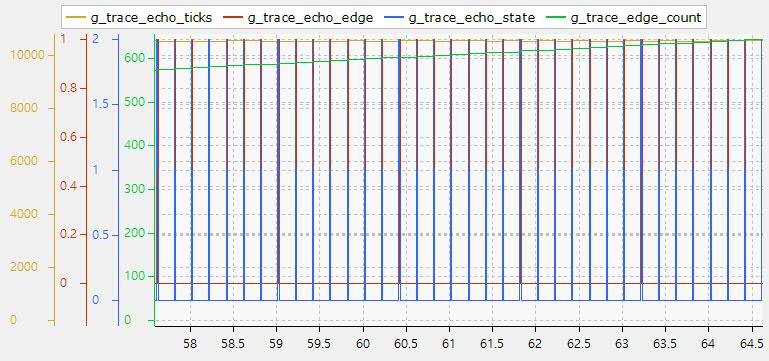 g_trace_echo_ticks g_trace_echo_edge g_trace_echo_state g_trace_edge_count
10000 1 2 600
8000 0.8 1.5 500
6000 0.6 1 400
4000 0.4 0.5 300
2000 0.2 0 200
0 0 100
0
58 58.5 59 59.5 60 60.5 61 61.5 62 62.5 63 63.5 64 64.5